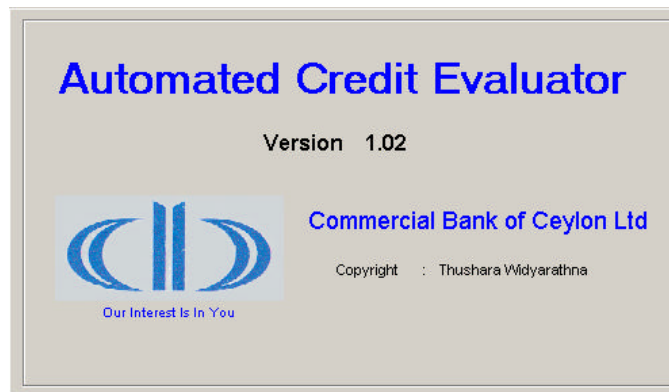 Automated Credit Evaluator
Version 1.02
Commercial Bank of Ceylon Ltd
Copyright : Thushara Widyarathna
Our Interest Is In You